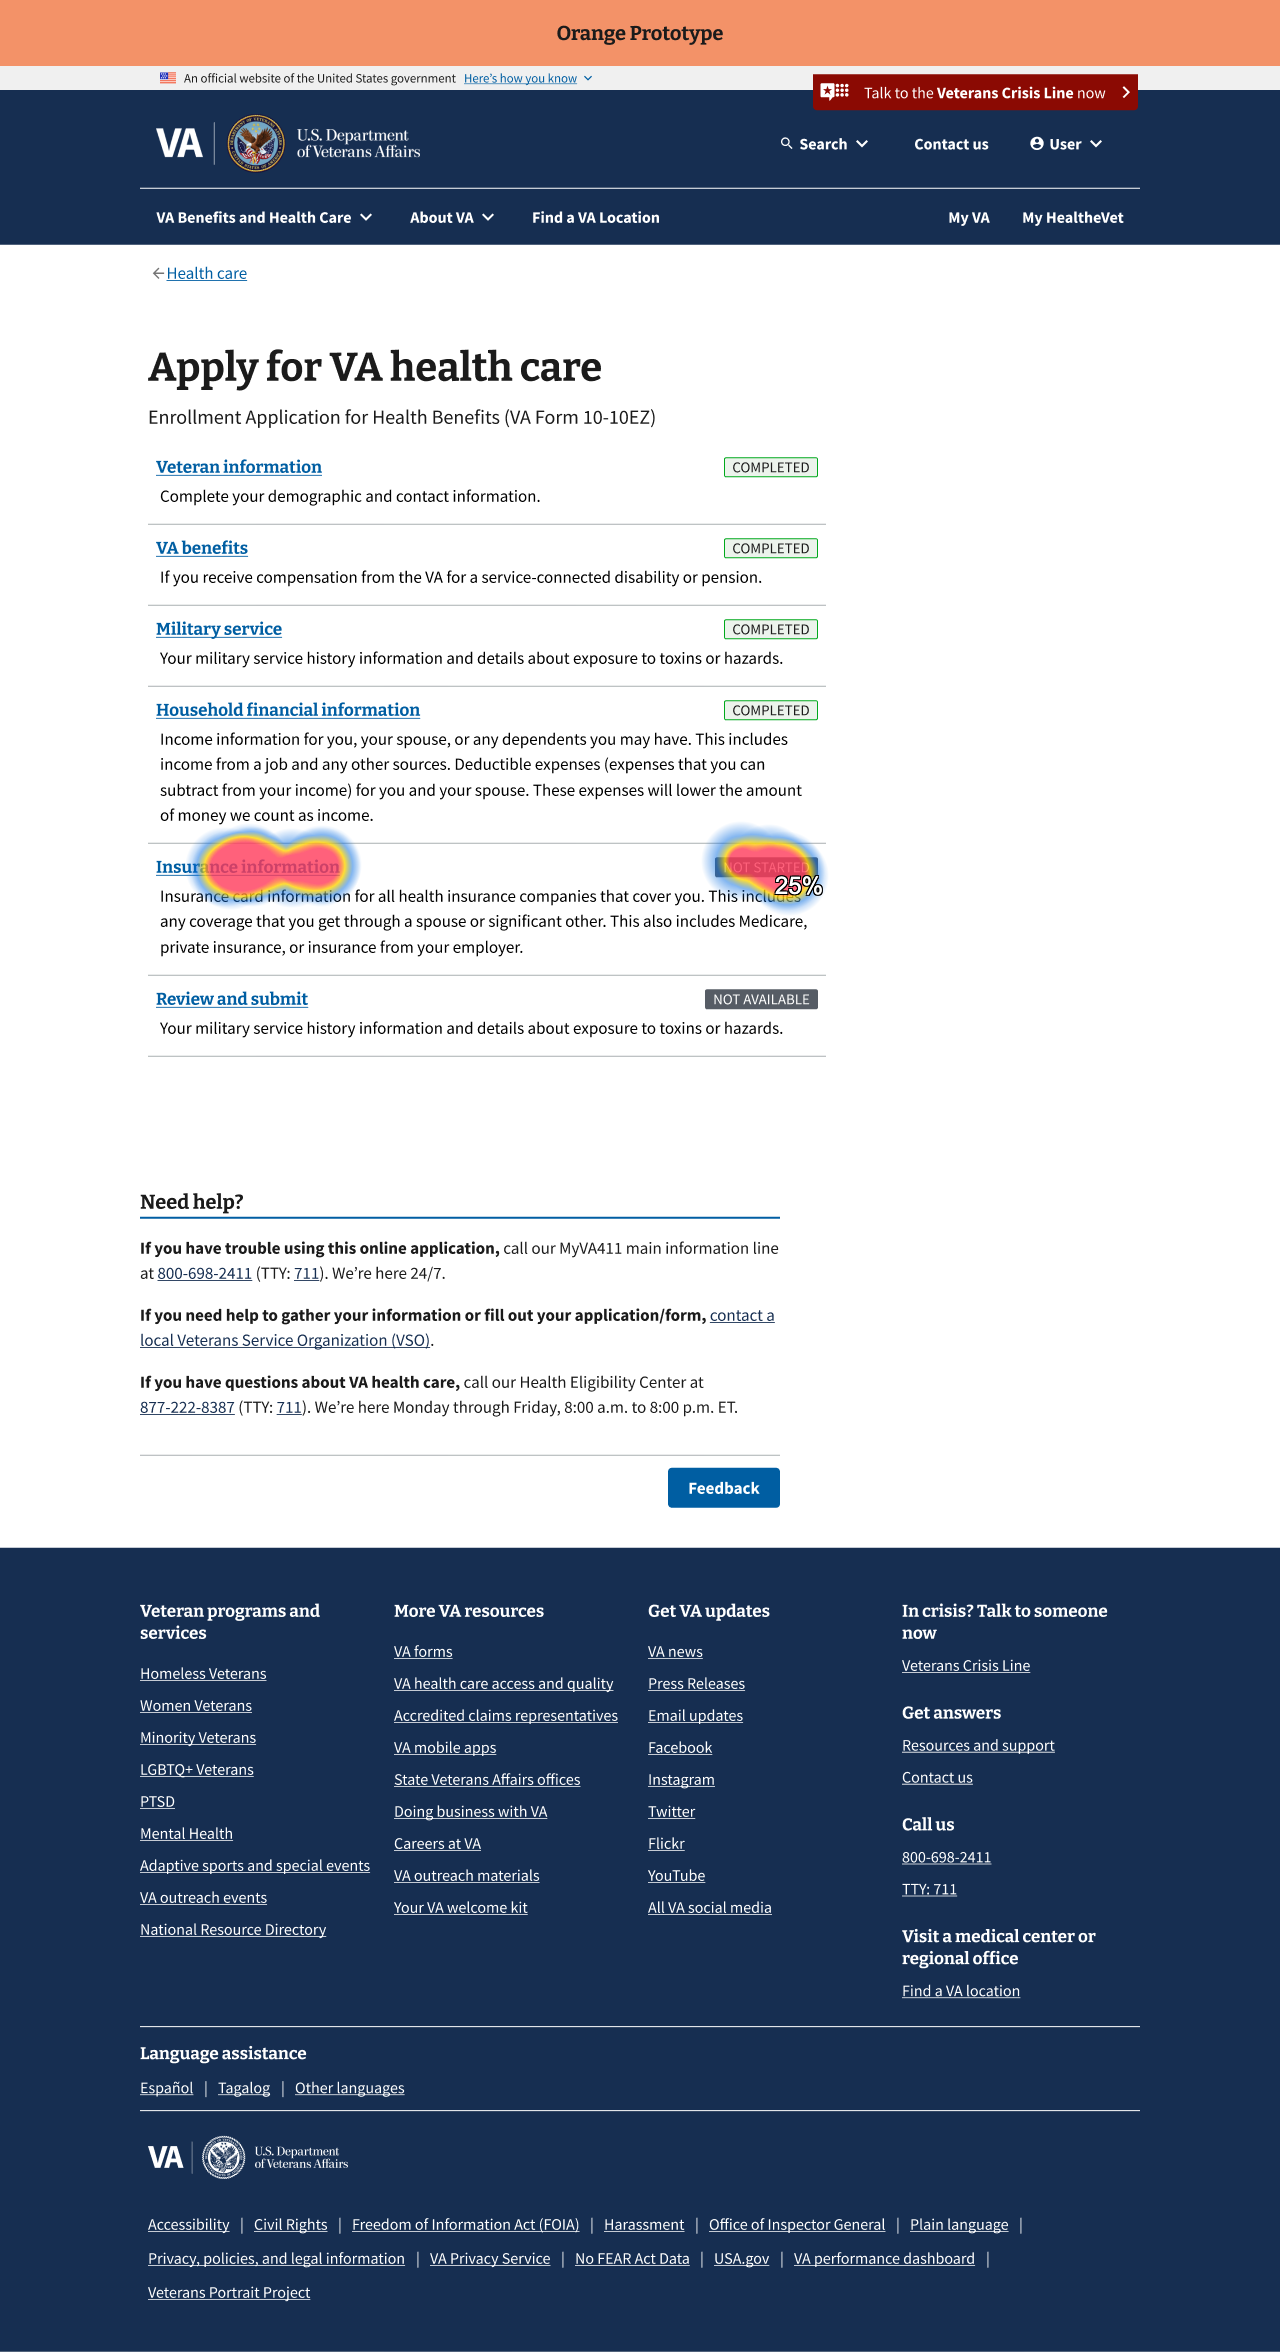 Orange Prototype
An official website of the United States government Here's how you know
Talk to the Veterans Crisis Line now
VA U.S. Department of Veterans Affairs
Search Contact us User
VA Benefits and Health Care About VA Find a VA Location My VA My HealtheVet
Health care
Apply for VA health care
Enrollment Application for Health Benefits (VA Form 10-10EZ)
Veteran information COMPLETED
Complete your demographic and contact information.
VA benefits COMPLETED
If you receive compensation from the VA for a service-connected disability or pension.
Military service COMPLETED
Your military service history information and details about exposure to toxins or hazards.
Household financial information COMPLETED
Income information for you, your spouse, or any dependents you may have. This includes
income from a job and any other sources. Deductible expenses (expenses that you can
subtract from your income) for you and your spouse. These expenses will lower the amount
of money we count as income.
Insurance information NOT STARTED
25%
Insurance card information for all health insurance companies that cover you. This includes
any coverage that you get through a spouse or significant other. This also includes Medicare,
private insurance, or insurance from your employer.
Review and submit NOT AVAILABLE
Your military service history information and details about exposure to toxins or hazards.
Need help?
If you have trouble using this online application, call our MyVA411 main information line
at 800-698-2411 (TTY: 711). We're here 24/7.
If you need help to gather your information or fill out your application/form, contact a
local Veterans Service Organization (VSO).
If you have questions about VA health care, call our Health Eligibility Center at
877-222-8387 (TTY: 711). We're here Monday through Friday, 8:00 a.m. to 8:00 p.m. ET.
Feedback
Veteran programs and
services
Homeless Veterans
Women Veterans
Minority Veterans
LGBTQ+ Veterans
PTSD
Mental Health
Adaptive sports and special events
VA outreach events
National Resource Directory
More VA resources
VA forms
VA health care access and quality
Accredited claims representatives
VA mobile apps
State Veterans Affairs offices
Doing business with VA
Careers at VA
VA outreach materials
Your VA welcome kit
Get VA updates
VA news
Press Releases
Email updates
Facebook
Instagram
Twitter
Flickr
YouTube
All VA social media
In crisis? Talk to someone
now
Veterans Crisis Line
Get answers
Resources and support
Contact us
Call us
800-698-2411
TTY: 711
Visit a medical center or
regional office
Find a VA location
Language assistance
Español | Tagalog | Other languages
VA U.S. Department of Veterans Affairs
Accessibility | Civil Rights | Freedom of Information Act (FOIA) | Harassment | Office of Inspector General | Plain language |
Privacy, policies, and legal information | VA Privacy Service | No FEAR Act Data | USA.gov | VA performance dashboard |
Veterans Portrait Project